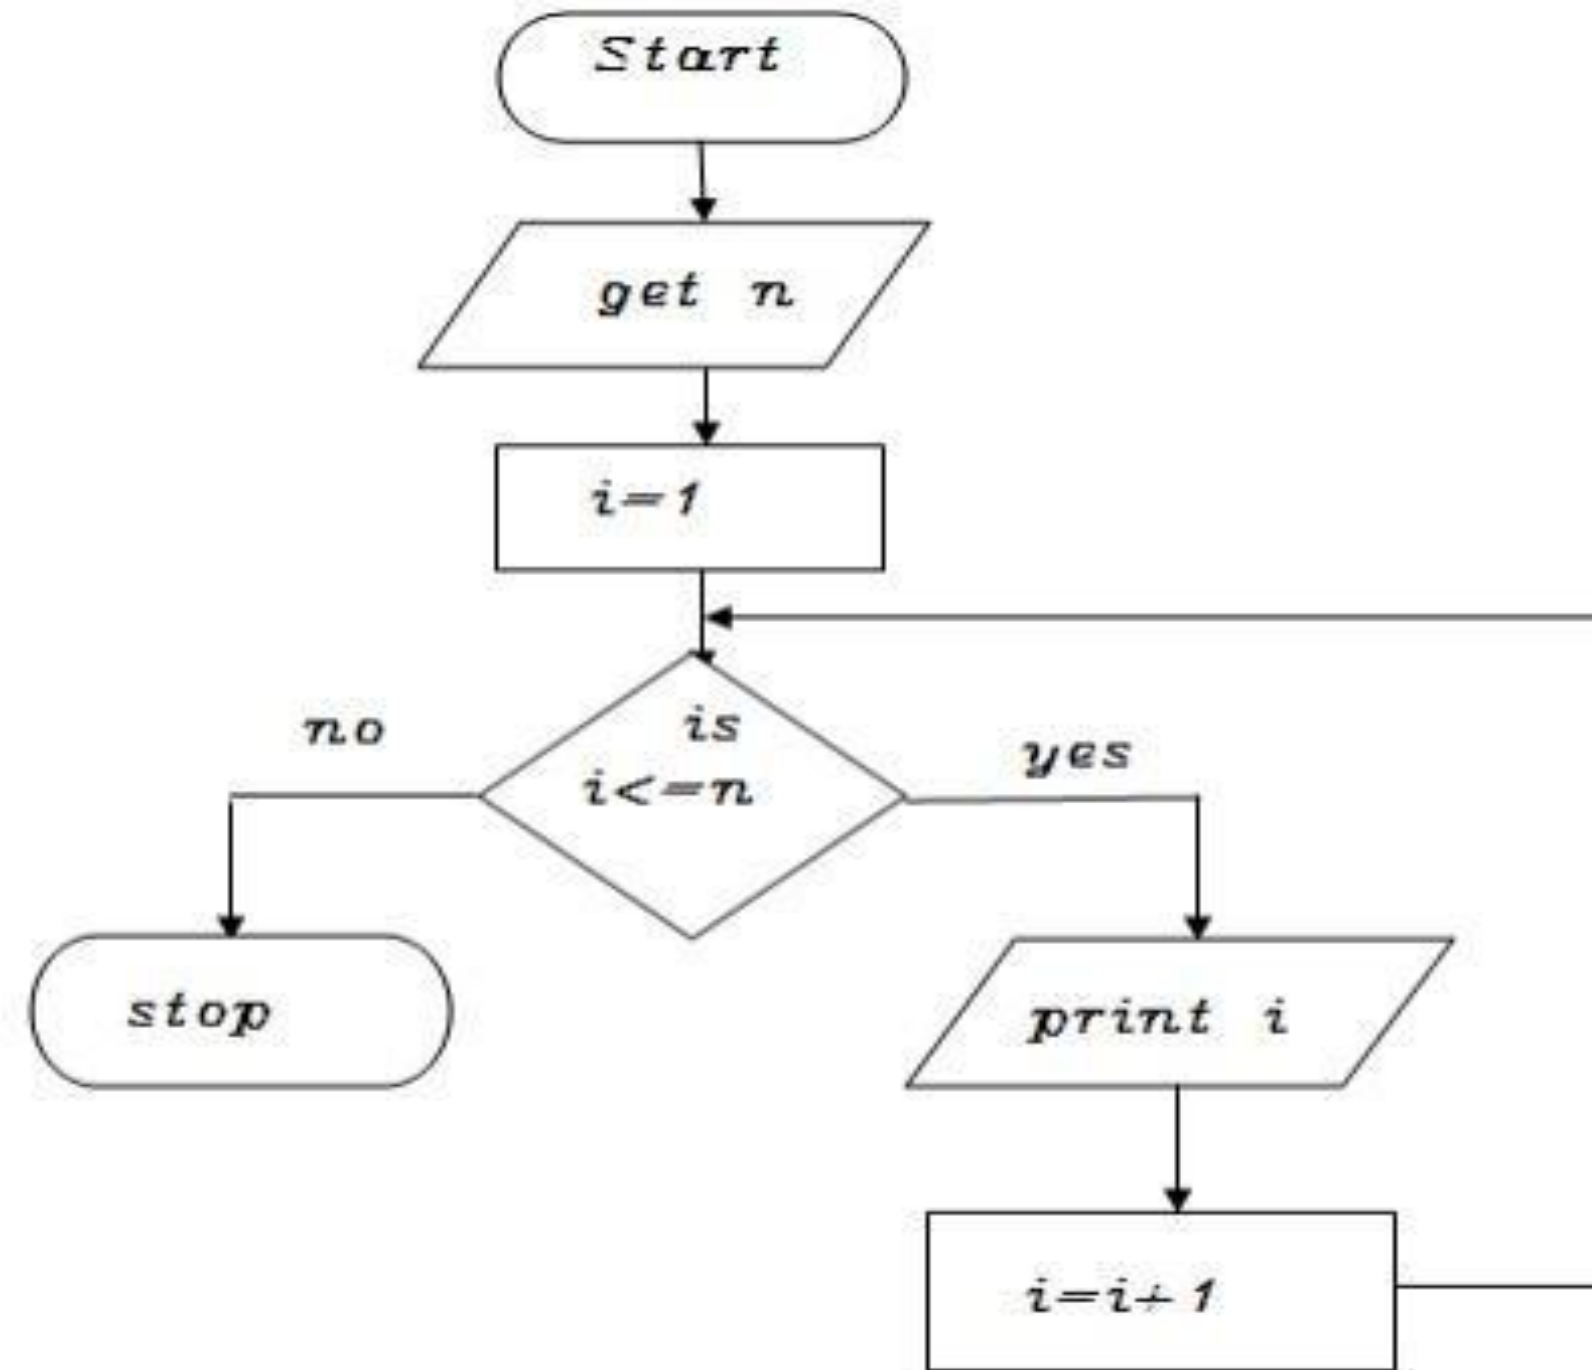 Start
get n
i=1
is
i<=n
no
yes
stop
print i
i=i+1